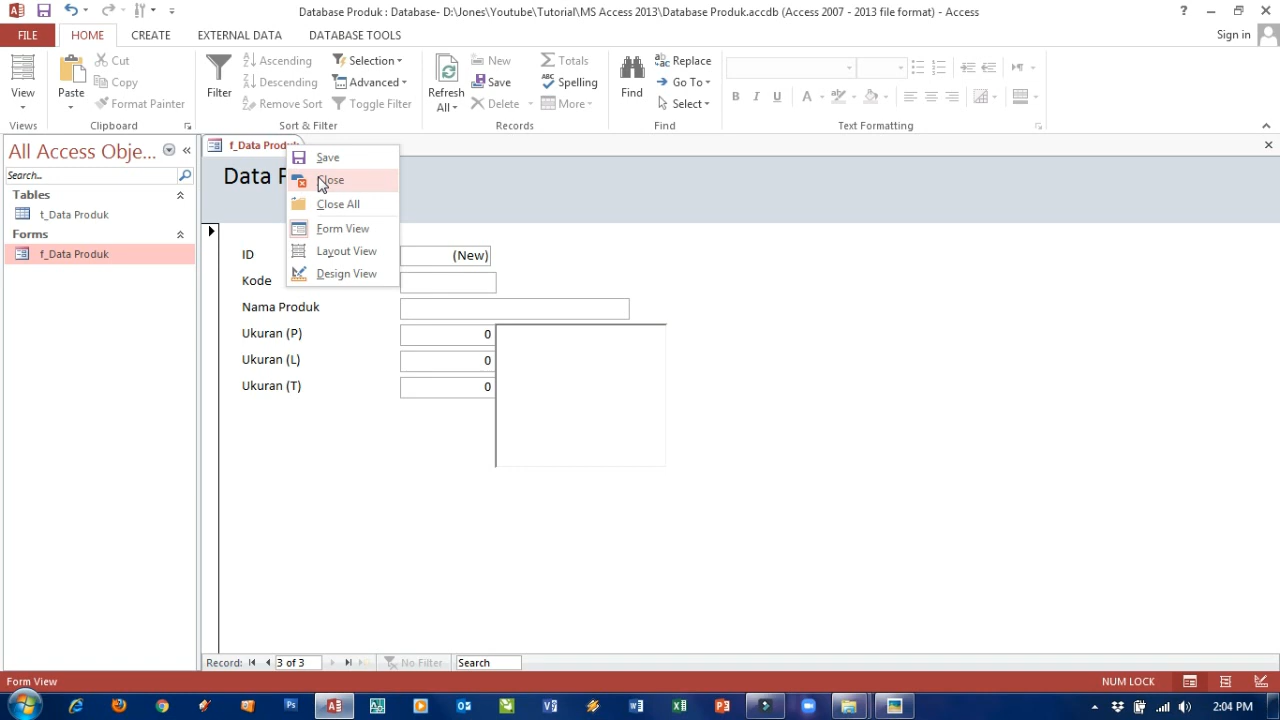 Database Produk : Database- D:\Asrori\Youtube\Tutorial\MS Access 2013\Database Produk.accdb (Access 2007 - 2013 file format) - Access
FILE HOME CREATE EXTERNAL DATA DATABASE TOOLS Sign in
View
Views
Paste
Cut
Copy
Format Painter
Clipboard
Filter
Ascending
Descending
Remove Sort
Selection
Advanced
Toggle Filter
Sort & Filter
Refresh
All
New
Save
Delete
Totals
Spelling
More
Records
Find
Replace
Go To
Select
Find
B I U A
Text Formatting
All Access Obje...
Search...
Tables
t_Data Produk
Forms
f_Data Produk
f_Data Produk
Data
Save
Close
Close All
Form View
Layout View
Design View
ID (New)
Kode
Nama Produk
Ukuran (P) 0
Ukuran (L) 0
Ukuran (T) 0
Record: 3 of 3 No Filter Search
Form View NUM LOCK
2:04 PM